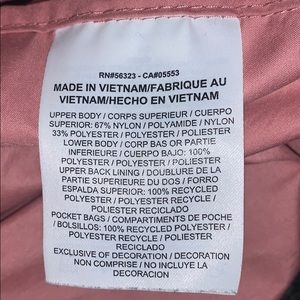 RN#56323 - CA#05553
MADE IN VIETNAM/FABRIQUE AU
VIETNAM/HECHO EN VIETNAM
UPPER BODY / CORPS SUPERIEUR / CUERPO
SUPERIOR: 67% NYLON / POLYAMIDE / NYLON
33% POLYESTER / POLYESTER / POLIESTER
LOWER BODY / CORP BAS OR PARTIE
INFERIEURE / CUERPO BAJO: 100%
POLYESTER / POLYESTER / POLIESTER
UPPER BACK LINING / DOUBLURE DE LA
PARTIE SUPERIEURE DU DOS / FORRO
ESPALDA SUPERIOR: 100% RECYCLED
POLYESTER / POLYESTER RECYCLE /
POLIESTER RECICLADO
POCKET BAGS / COMPARTIMENTS DE POCHE
/ BOLSILLOS: 100% RECYCLED POLYESTER /
POLYESTER RECYCLE / POLIESTER
RECICLADO
EXCLUSIVE OF DECORATION / DECORATION
NON COMPRISE / NO INCLUYE LA
DECORACION